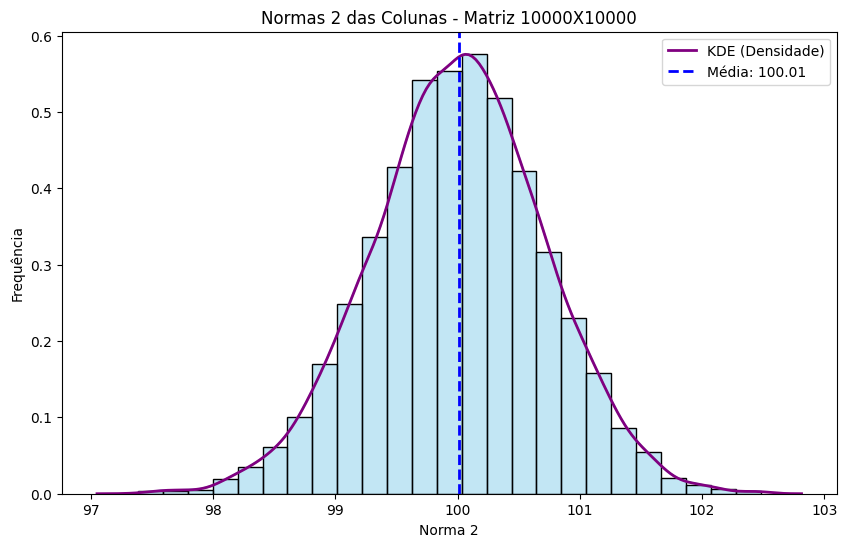 Normas 2 das Colunas - Matriz 10000X10000
KDE (Densidade)
Média: 100.01
Frequência
0.6
0.5
0.4
0.3
0.2
0.1
0.0
97 98 99 100 101 102 103
Norma 2